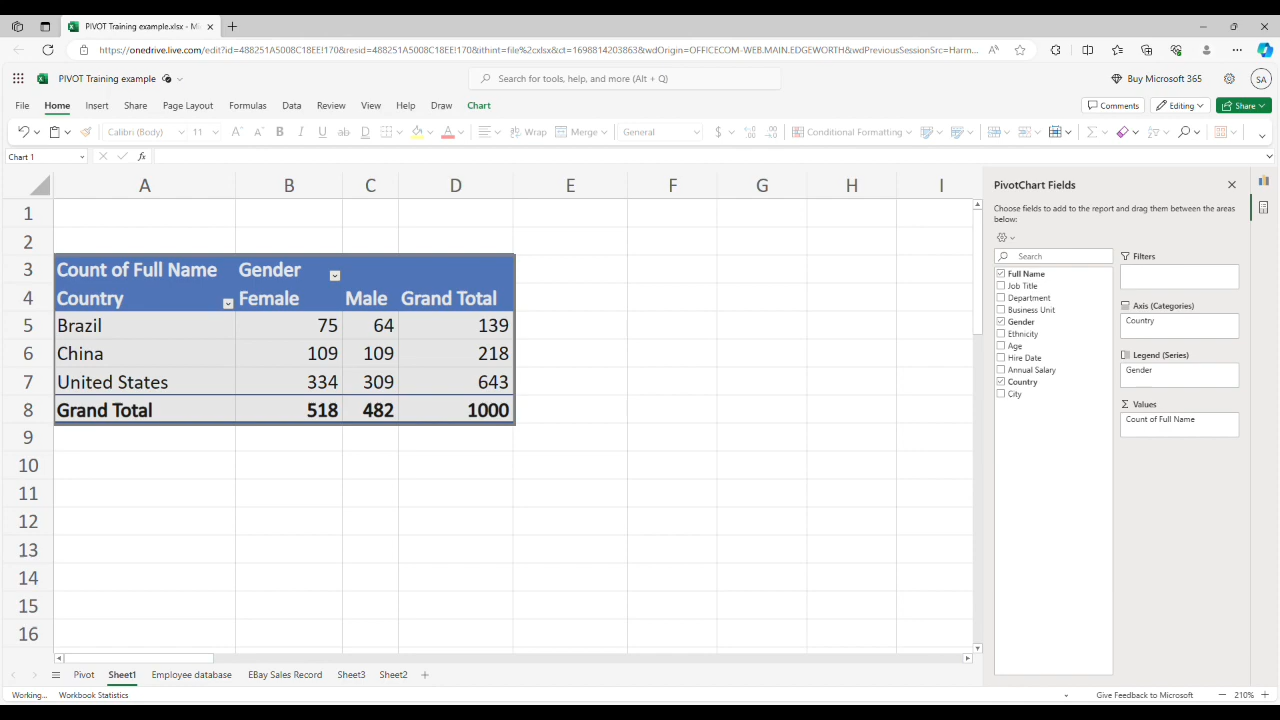 PIVOT Training example.xlsx - Mi
https://onedrive.live.com/edit?id=488251A5008C18EE!170&resid=488251A5008C18EE!170&ithint=file%2cxlsx&ct=1698814203863&wdOrigin=OFFICECOM-WEB.MAIN.EDGEWORTH&wdPreviousSessionSrc=Harm...
PIVOT Training example
Search for tools, help, and more (Alt + Q)
Buy Microsoft 365
SA
File Home Insert Share Page Layout Formulas Data Review View Help Draw Chart
Comments Editing Share
Calibri (Body) 11 Wrap Merge General Conditional Formatting
Chart 1
A B C D E F G H I
1
2
3 Count of Full Name Gender
4 Country Female Male Grand Total
5 Brazil 75 64 139
6 China 109 109 218
7 United States 334 309 643
8 Grand Total 518 482 1000
9
10
11
12
13
14
15
16
PivotChart Fields
Choose fields to add to the report and drag them between the areas
below:
Search
Full Name
Job Title
Department
Business Unit
Gender
Ethnicity
Age
Hire Date
Annual Salary
Country
City
Filters
Axis (Categories)
Country
Legend (Series)
Gender
Values
Count of Full Name
Pivot Sheet1 Employee database EBay Sales Record Sheet3 Sheet2
Working... Workbook Statistics
Give Feedback to Microsoft 210%